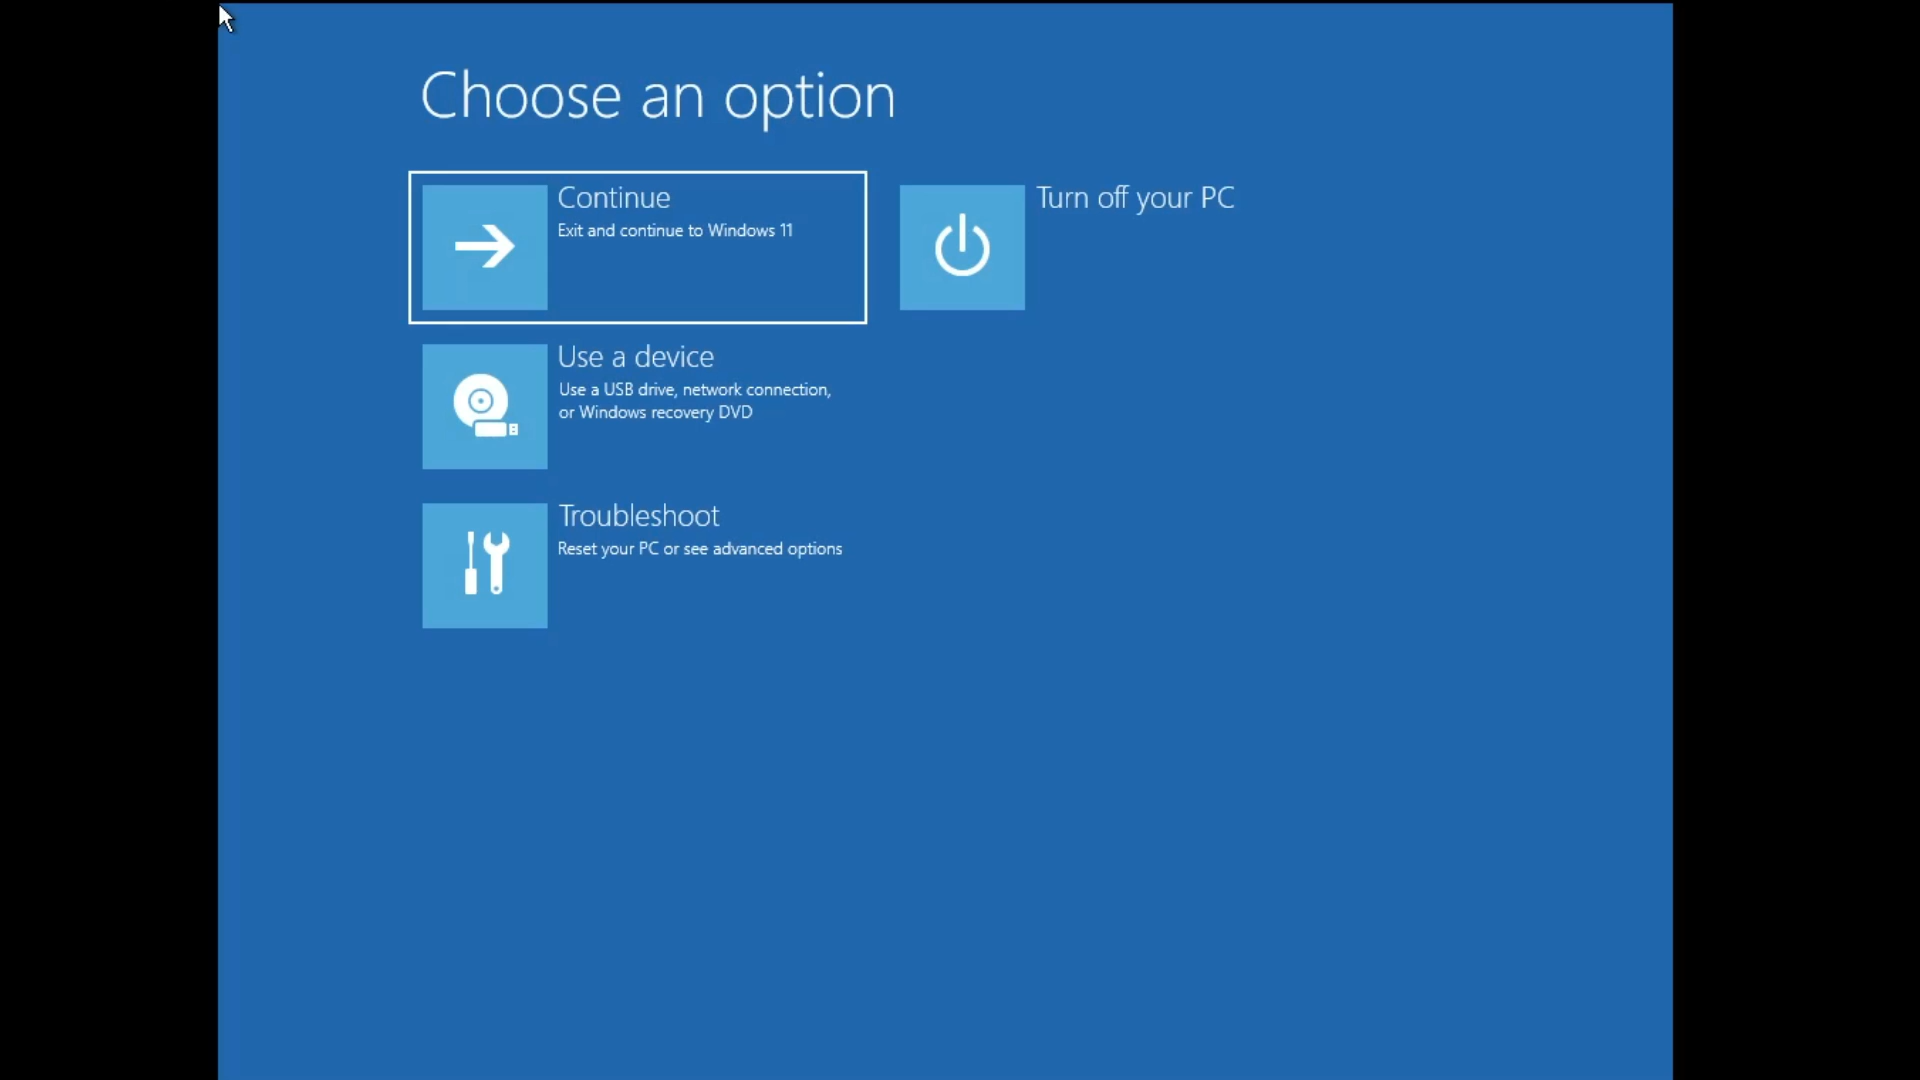 Choose an option
Continue
Exit and continue to Windows 11
Turn off your PC
Use a device
Use a USB drive, network connection,
or Windows recovery DVD
Troubleshoot
Reset your PC or see advanced options